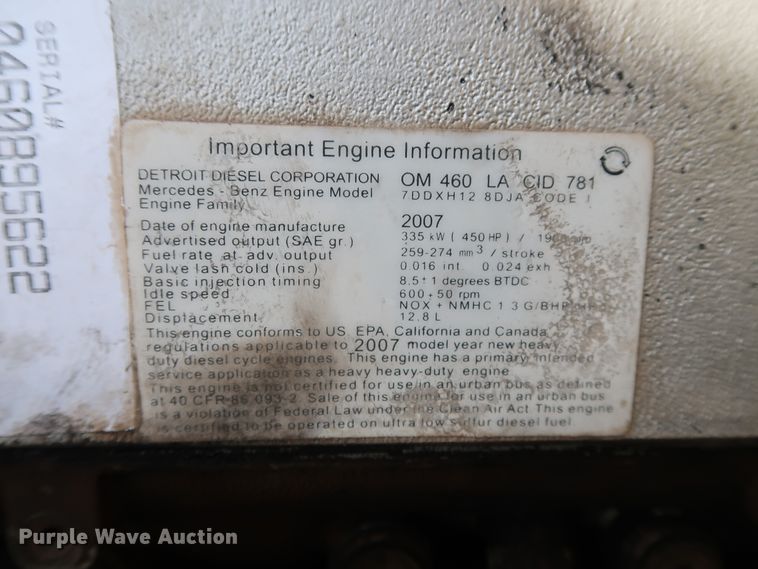 SERIAL#
0460895622
Important Engine Information
DETROIT DIESEL CORPORATION OM 460 LA CID 781
Mercedes - Benz Engine Model 7DDXH12 8DJA CODE
Engine Family
Date of engine manufacture 2007
Advertised output (SAE gr.) 335 kW (450HP) /
Fuel rate at adv. output 259-274 mm3 / stroke
Valve lash cold (ins.) 0.016 int 0.024 exh
Basic injection timing 8.5±1 degrees BTDC
Idle speed 600+50 rpm
FEL NOX + NMHC 1 3 G/BHP
Displacement 12.8 L
This engine conforms to US. EPA, California and Canada
regulations applicable to 2007 model year new heavy
duty diesel cycle engines. This engine has a primary intended
service application as a heavy heavy-duty engine
This engine is not certified for use in an urban bus as defined
at 40 CFR 86 093-2 Sale of this engine for use in an urban bus
is a violation of Federal Law under the Clean Air Act This engine
is certified to be operated on ultra low sulfur diesel fuel
Purple Wave Auction